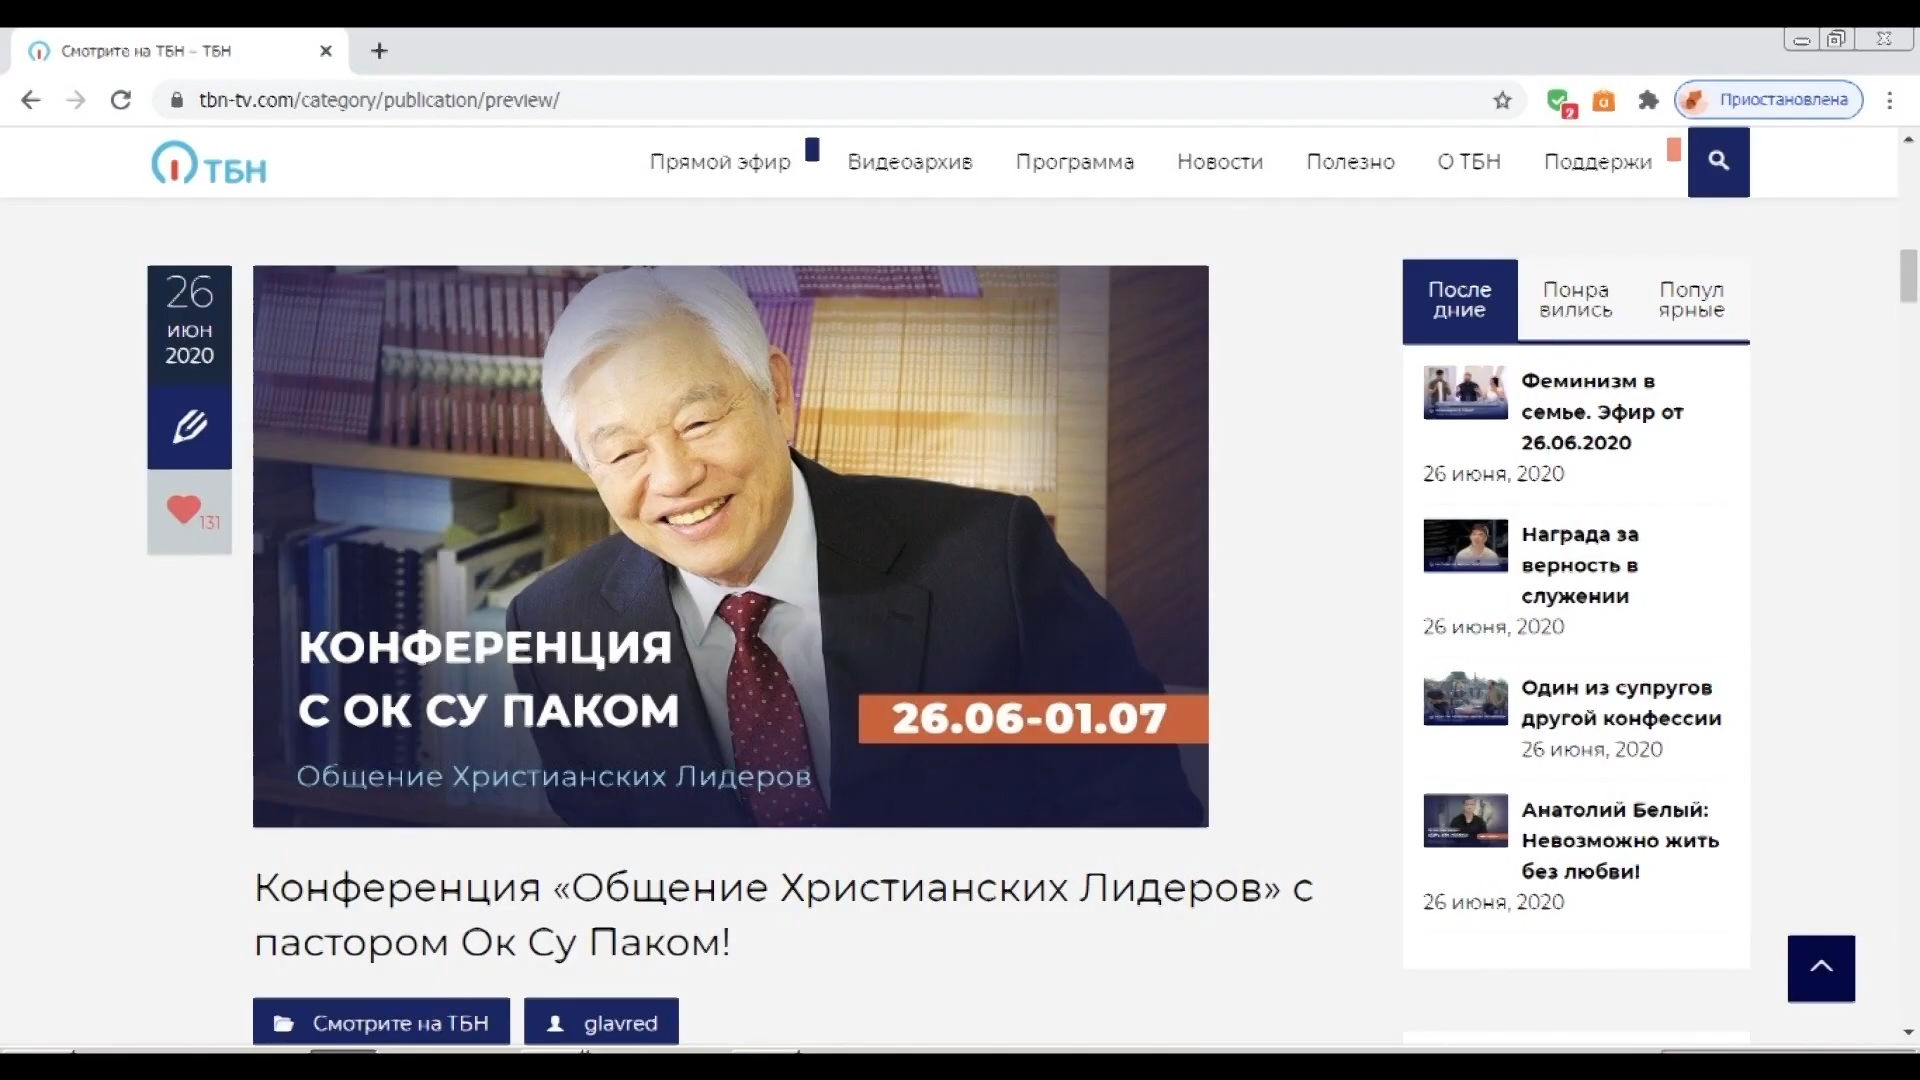 Смотрите на ТБН – ТБН
tbn-tv.com/category/publication/preview/
2
a
Приостановлена
ТБН
Прямой эфир
Видеоархив
Программа
Новости
Полезно
О ТБН
Поддержи
26
июн
2020
131
КОНФЕРЕНЦИЯ
С ОК СУ ПАКОМ
26.06-01.07
Общение Христианских Лидеров
Конференция «Общение Христианских Лидеров» с
пастором Ок Су Паком!
Смотрите на ТБН
glavred
После
дние
Понра
вились
Попул
ярные
Феминизм в
семье. Эфир от
26.06.2020
26 июня, 2020
Награда за
верность в
служении
26 июня, 2020
Один из супругов
другой конфессии
26 июня, 2020
Анатолий Белый:
Невозможно жить
без любви!
26 июня, 2020